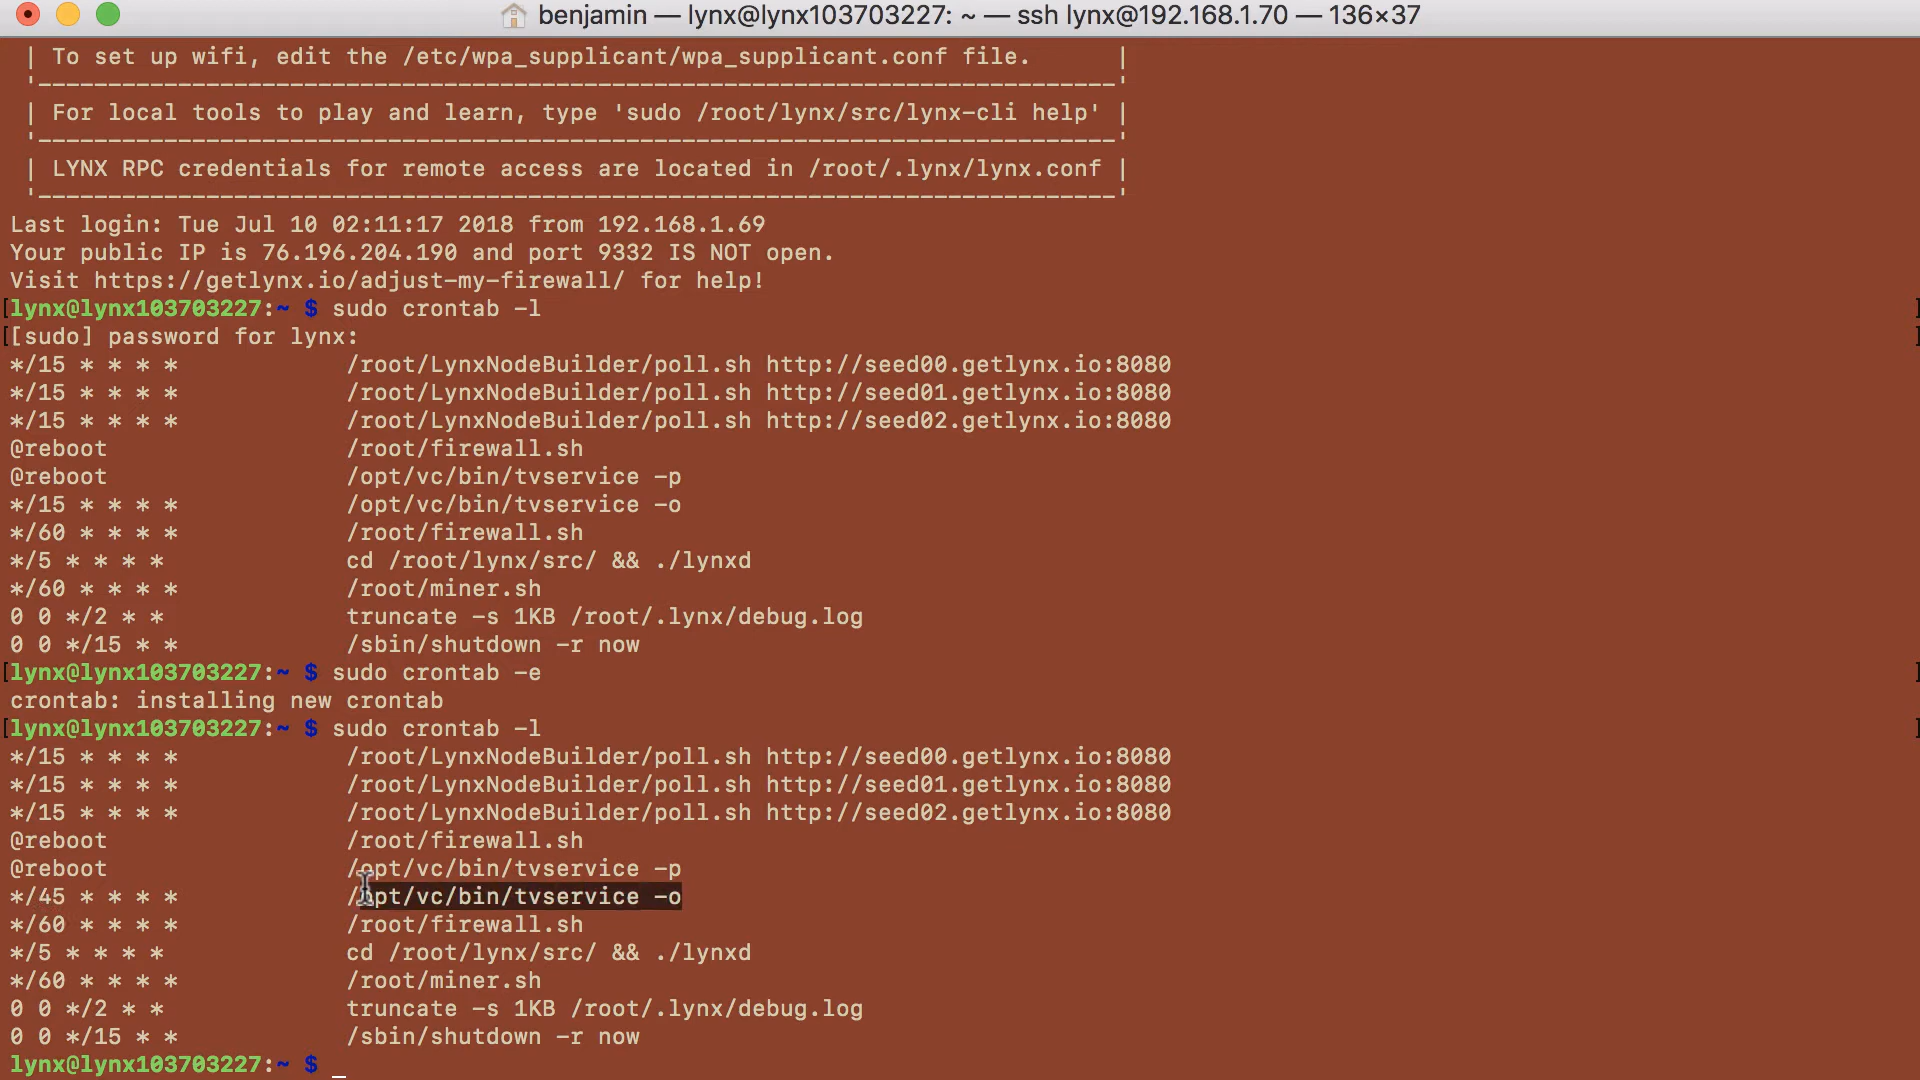 benjamin — lynx@lynx103703227: ~ — ssh lynx@192.168.1.70 — 136×37
| To set up wifi, edit the /etc/wpa_supplicant/wpa_supplicant.conf file. |
'-----------------------------------------------------------------------------'
| For local tools to play and learn, type 'sudo /root/lynx/src/lynx-cli help' |
'-----------------------------------------------------------------------------'
| LYNX RPC credentials for remote access are located in /root/.lynx/lynx.conf |
'-----------------------------------------------------------------------------'
Last login: Tue Jul 10 02:11:17 2018 from 192.168.1.69
Your public IP is 76.196.204.190 and port 9332 IS NOT open.
Visit https://getlynx.io/adjust-my-firewall/ for help!
[lynx@lynx103703227:~ $ sudo crontab -l ]
[[sudo] password for lynx: ]
*/15 * * * * /root/LynxNodeBuilder/poll.sh http://seed00.getlynx.io:8080
*/15 * * * * /root/LynxNodeBuilder/poll.sh http://seed01.getlynx.io:8080
*/15 * * * * /root/LynxNodeBuilder/poll.sh http://seed02.getlynx.io:8080
@reboot /root/firewall.sh
@reboot /opt/vc/bin/tvservice -p
*/15 * * * * /opt/vc/bin/tvservice -o
*/60 * * * * /root/firewall.sh
*/5 * * * * cd /root/lynx/src/ && ./lynxd
*/60 * * * * /root/miner.sh
0 0 */2 * * truncate -s 1KB /root/.lynx/debug.log
0 0 */15 * * /sbin/shutdown -r now
[lynx@lynx103703227:~ $ sudo crontab -e ]
crontab: installing new crontab
[lynx@lynx103703227:~ $ sudo crontab -l ]
*/15 * * * * /root/LynxNodeBuilder/poll.sh http://seed00.getlynx.io:8080
*/15 * * * * /root/LynxNodeBuilder/poll.sh http://seed01.getlynx.io:8080
*/15 * * * * /root/LynxNodeBuilder/poll.sh http://seed02.getlynx.io:8080
@reboot /root/firewall.sh
@reboot /opt/vc/bin/tvservice -p
*/45 * * * * /opt/vc/bin/tvservice -o
*/60 * * * * /root/firewall.sh
*/5 * * * * cd /root/lynx/src/ && ./lynxd
*/60 * * * * /root/miner.sh
0 0 */2 * * truncate -s 1KB /root/.lynx/debug.log
0 0 */15 * * /sbin/shutdown -r now
lynx@lynx103703227:~ $ _